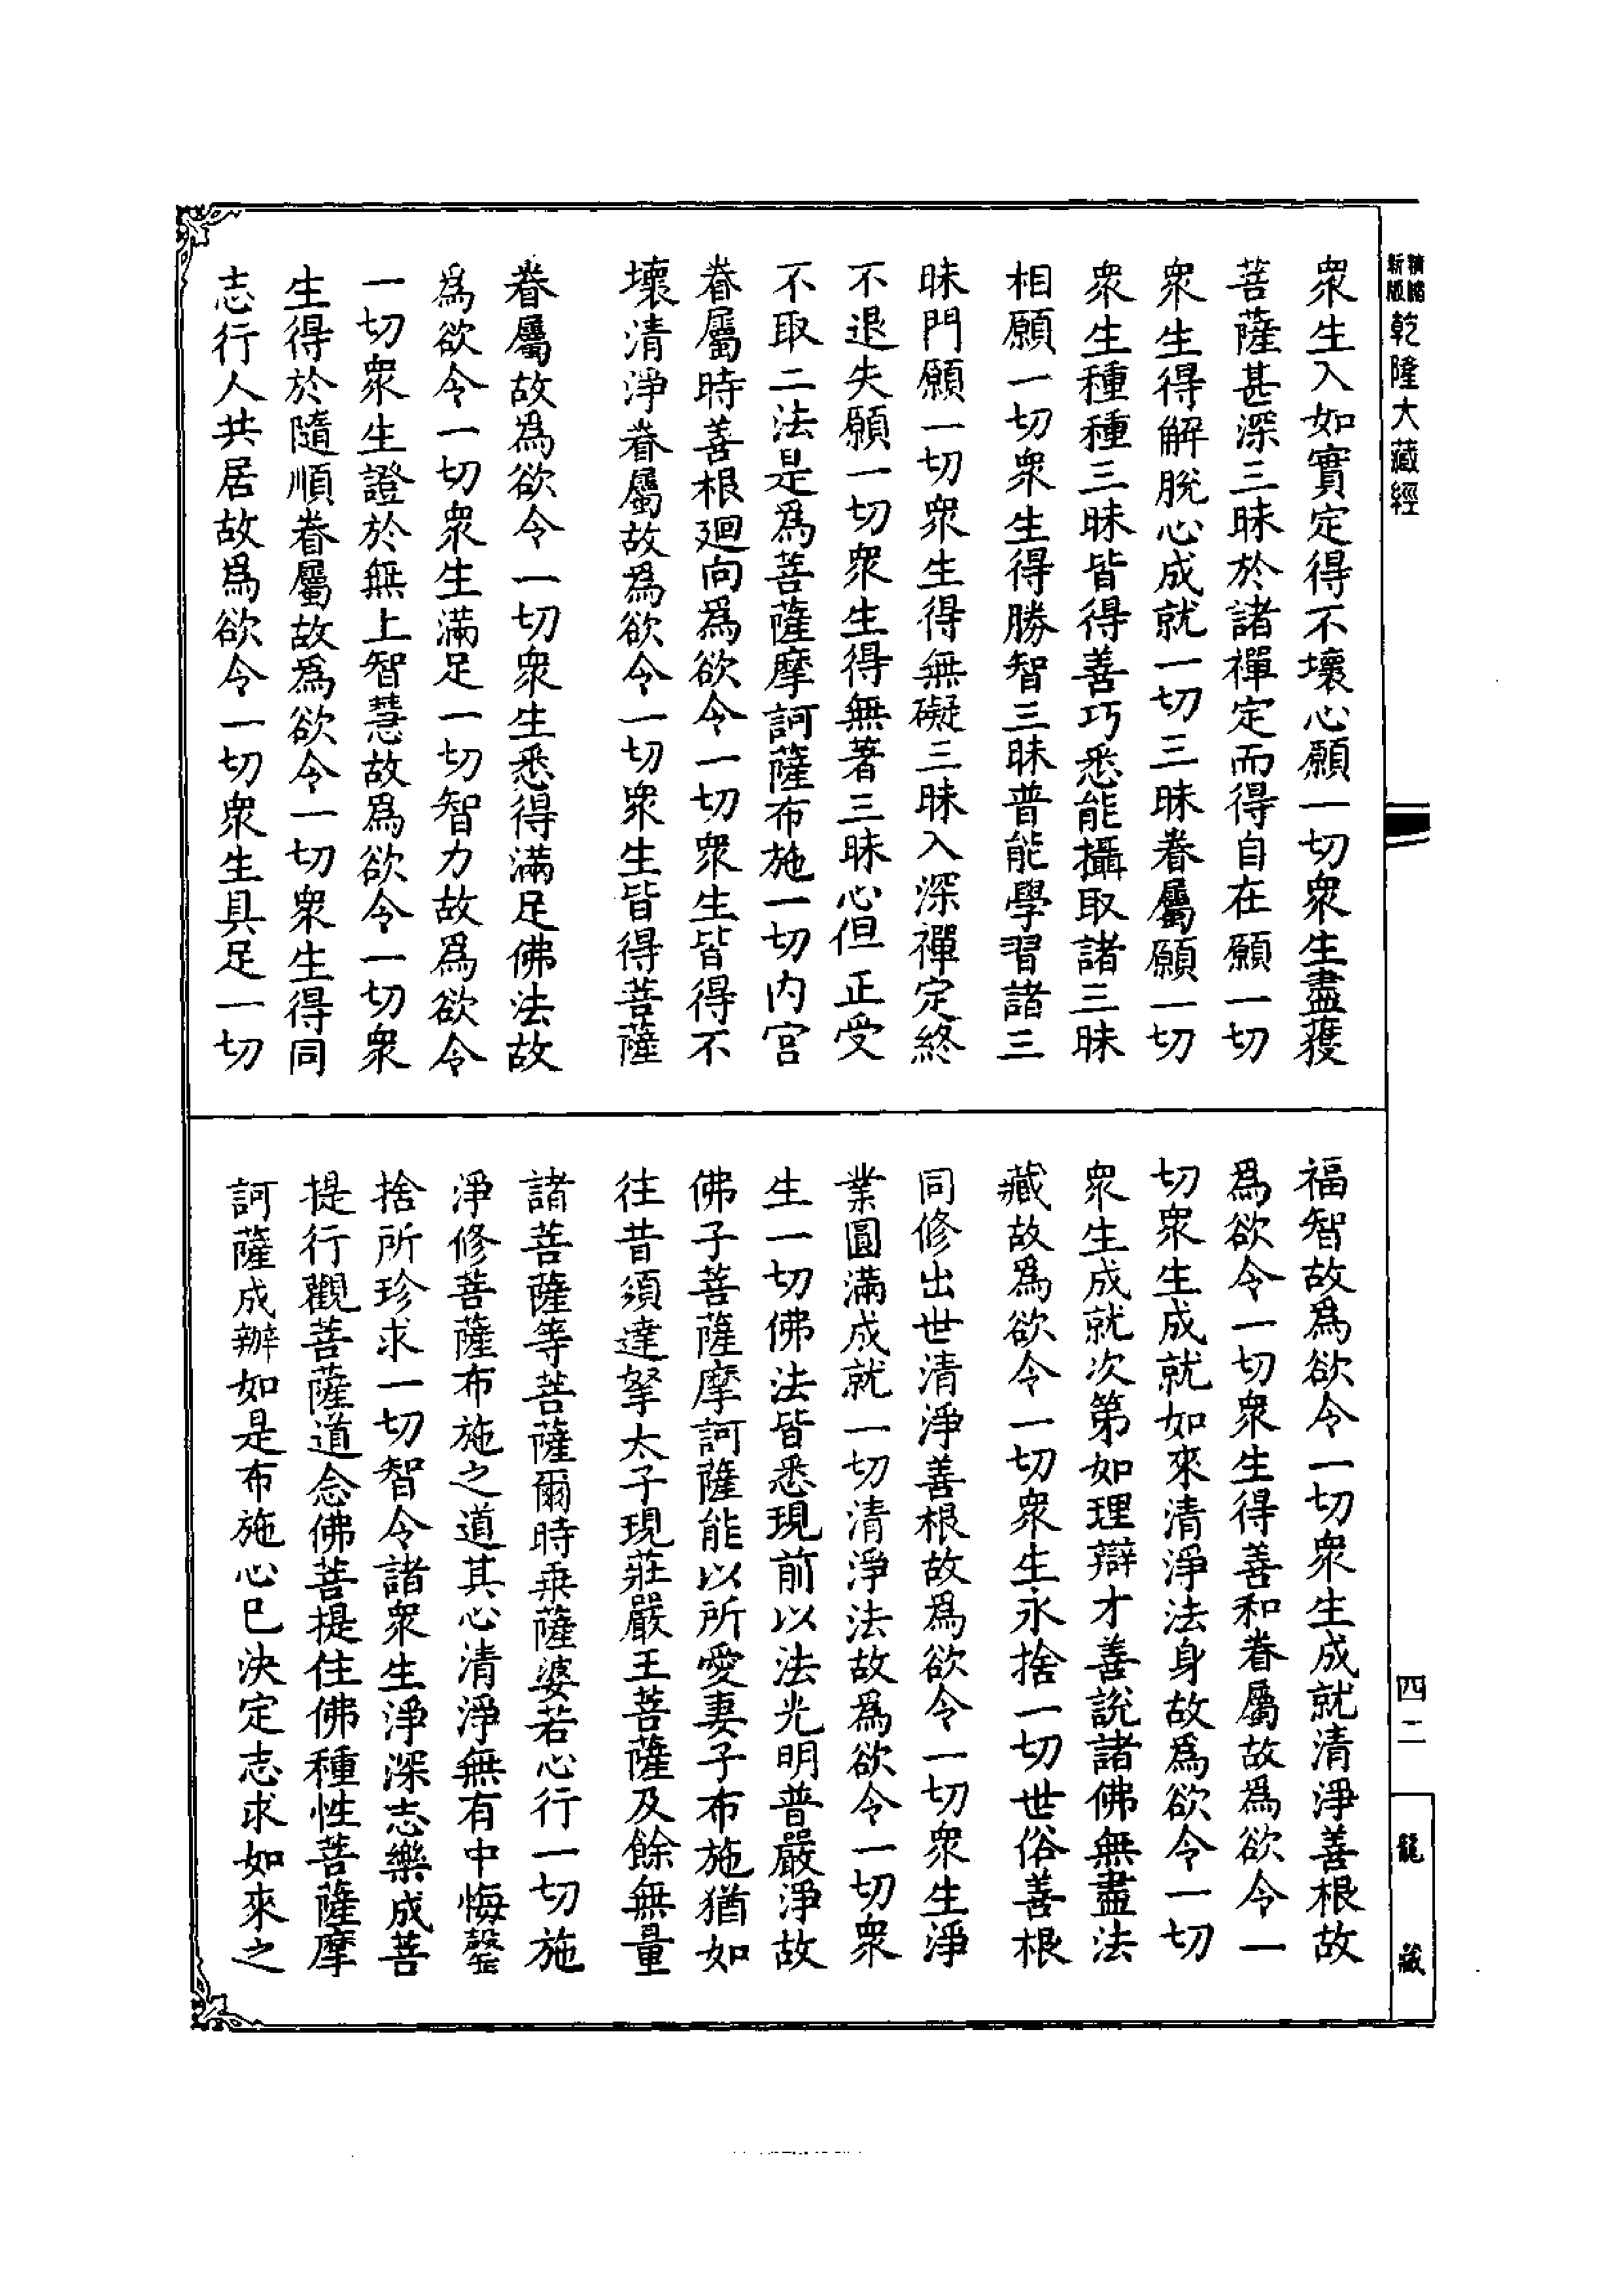 新版
精縮
乾隆大藏經
四二
龍藏
衆生入如實定得不壞心願一切衆生盡獲
菩薩甚深三昧於諸禪定而得自在願一切
衆生得解脫心成就一切三昧眷屬願一切
衆生種種三昧皆得善巧悉能攝取諸三昧
相願一切衆生得勝智三昧普能學習諸三
昧門願一切衆生得無礙三昧入深禪定終
不退失願一切衆生得無著三昧心但正受
不取二法是爲菩薩摩訶薩布施一切内宮
眷屬時善根廻向爲欲令一切衆生皆得不
壞清淨眷屬故爲欲令一切衆生皆得菩薩
眷屬故爲欲令一切衆生悉得滿足佛法故
爲欲令一切衆生滿足一切智力故爲欲令
一切衆生證於無上智慧故爲欲令一切衆
生得於隨順眷屬故爲欲令一切衆生得同
志行人共居故爲欲令一切衆生具足一切
福智故爲欲令一切衆生成就清淨善根故
爲欲令一切衆生得善和眷屬故爲欲令一
切衆生成就如來清淨法身故爲欲令一切
衆生成就次第如理辯才善說諸佛無盡法
藏故爲欲令一切衆生永捨一切世俗善根
同修出世清淨善根故爲欲令一切衆生淨
業圓滿成就一切清淨法故爲欲令一切衆
生一切佛法皆悉現前以法光明普嚴淨故
佛子菩薩摩訶薩能以所愛妻子布施猶如
往昔須達拏太子現莊嚴王菩薩及餘無量
諸菩薩等菩薩爾時乗薩婆若心行一切施
淨修菩薩布施之道其心清淨無有中悔罄
捨所珍求一切智令諸衆生淨深志樂成菩
提行觀菩薩道念佛菩提住佛種性菩薩摩
訶薩成辦如是布施心已決定志求如來之